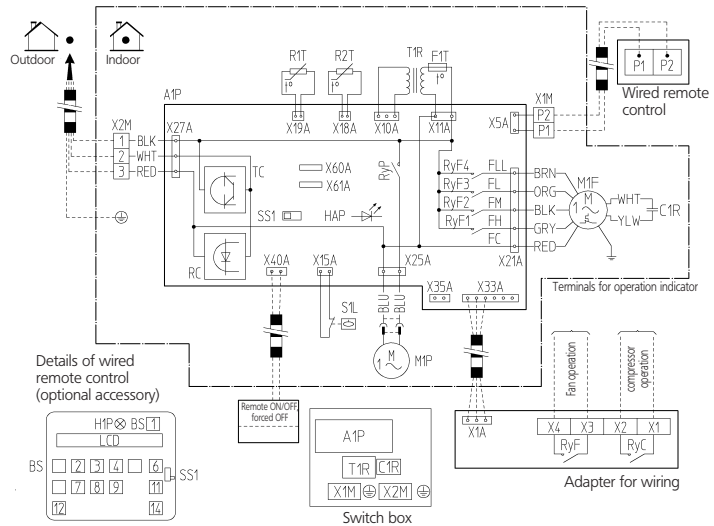 Outdoor
Indoor
R1T
R2T
T1R
F1T
P1 P2
Wired remote
control
A1P
X2M
X27A
X19A
X18A
X10A
X11A
X5A
X1M
P2
P1
1 BLK
2 WHT
3 RED
TC
X60A
X61A
RyP
SS1
HAP
RC
RyF4 FLL BRN
RyF3 FL ORG
RyF2 FM BLK
RyF1 FH GRY
FC RED
M1F
M
1
WHT
YLW
C1R
X40A
X15A
X25A
X21A
X35A
X33A
Terminals for operation indicator
S1L
BLU
BLU
M
1
M1P
Fan operation
compressor
operation
Details of wired
remote control
(optional accessory)
Remote ON/OFF,
forced OFF
H1P BS 1
LCD
BS 2 3 4 6
SS1
7 8 9 11
12 14
A1P
T1R C1R
X1M X2M
Switch box
X1A
X4 X3 X2 X1
RyF RyC
Adapter for wiring